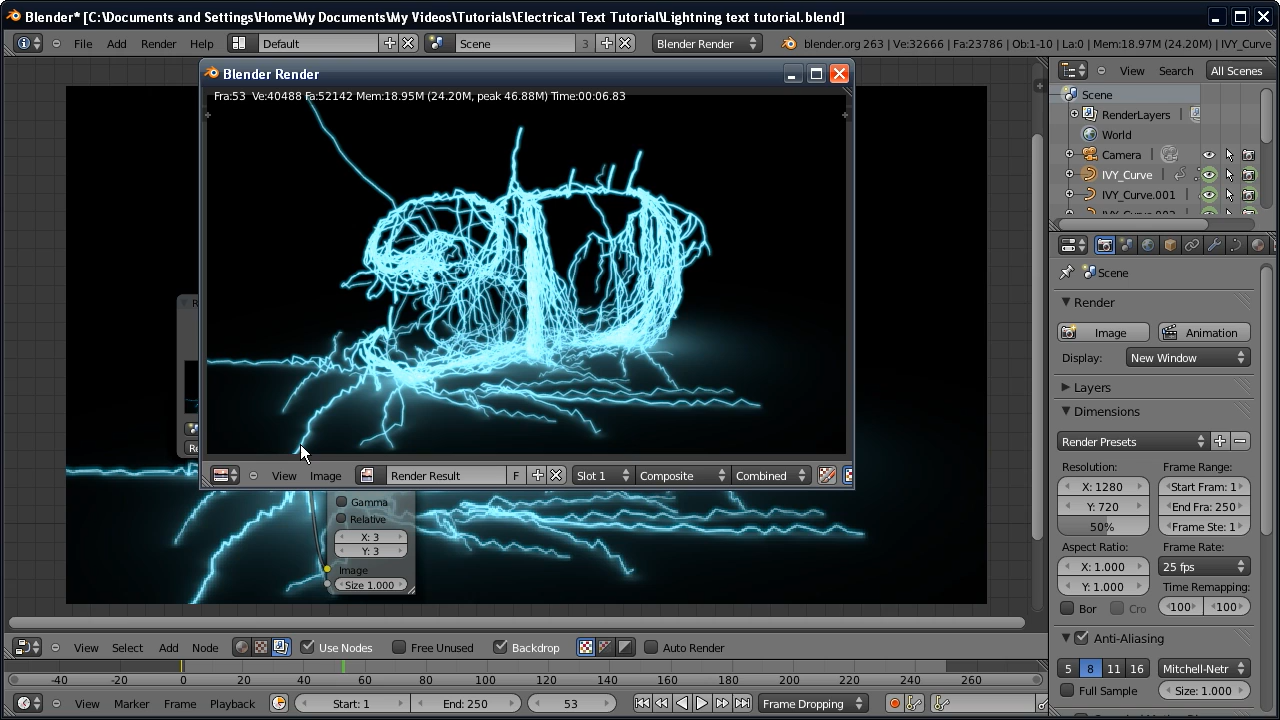 Blender* [C:\Documents and Settings\Home\My Documents\My Videos\Tutorials\Electrical Text Tutorial\Lightning text tutorial.blend]
File Add Render Help Default Scene 3 Blender Render blender.org 263 | Ve:32666 | Fa:23786 | Ob:1-10 | La:0 | Mem:18.97M (24.20M) | IVY_Curve
View Search All Scenes
Blender Render
Fra:53 Ve:40488 Fa:52142 Mem:18.95M (24.20M, peak 46.88M) Time:00:06.83
Scene
RenderLayers
World
Camera
IVY_Curve
IVY_Curve.001
Scene
Render
Image Animation
Display: New Window
Layers
Dimensions
Render Presets
Resolution: Frame Range:
X: 1280 Start Fram: 1
Y: 720 End Fra: 250
50% Frame Ste: 1
Aspect Ratio: Frame Rate:
X: 1.000 25 fps
Y: 1.000 Time Remapping:
Bor Cro 100 100
Anti-Aliasing
5 8 11 16 Mitchell-Netr
Full Sample Size: 1.000
View Image Render Result F Slot 1 Composite Combined
Gamma
Relative
X: 3
Y: 3
Image
Size 1.000
View Select Add Node Use Nodes Free Unused Backdrop Auto Render
-40 -20 0 20 40 60 80 100 120 140 160 180 200 220 240 260
View Marker Frame Playback Start: 1 End: 250 53 Frame Dropping